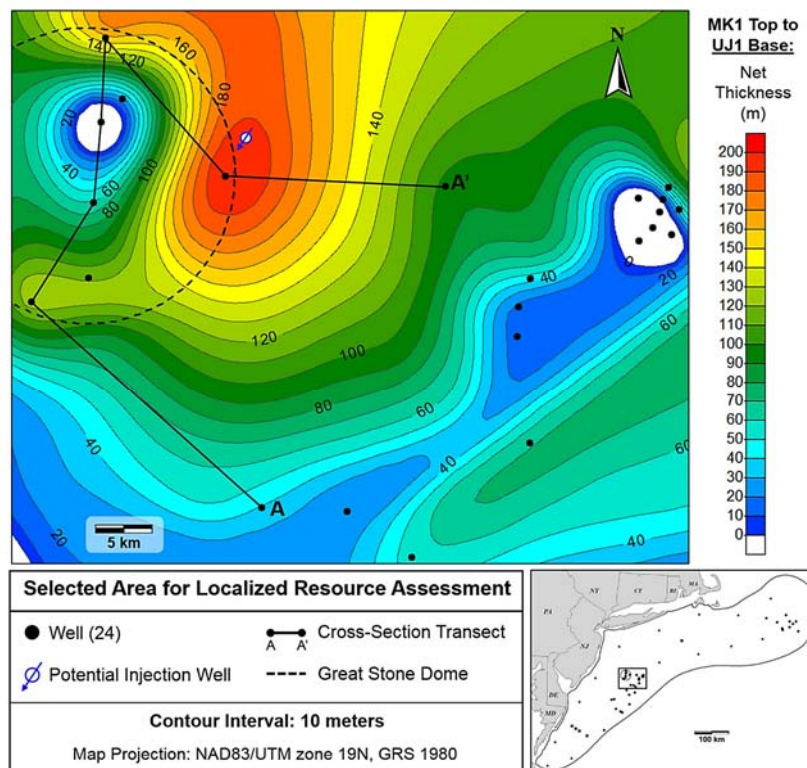 140
120
160
180
N
20
40
60
80
100
140
A'
0
20
40
60
120
100
80
60
40
60
40
40
20
A
5 km
MK1 Top to
UJ1 Base:
Net
Thickness
(m)
200
190
180
170
160
150
140
130
120
110
100
90
80
70
60
50
40
30
20
10
0
Selected Area for Localized Resource Assessment
Well (24)
A A'
Cross-Section Transect
Potential Injection Well
Great Stone Dome
Contour Interval: 10 meters
Map Projection: NAD83/UTM zone 19N, GRS 1980
NY
CT
RI
MA
PA
NJ
DE
MD
100 km